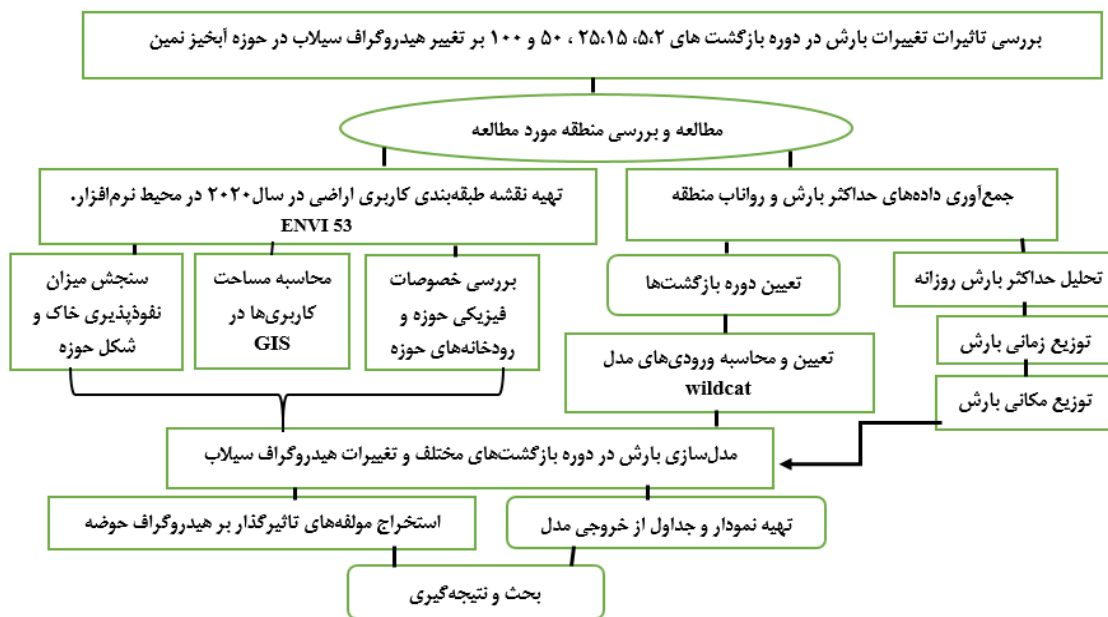 بررسی تاثیرات تغییرات بارش در دوره بازگشت های ۵،۲، ۲۵،۱۵ ، ۵۰ و ۱۰۰ بر تغییر هیدروگراف سیلاب در حوزه آبخیز نمین
مطالعه و بررسی منطقه مورد مطالعه
جمع‌آوری داده‌های حداکثر بارش و رواناب منطقه
تهیه نقشه طبقه‌بندی کاربری اراضی در سال۲۰۲۰ در محیط نرم‌افزار.
ENVI 53
تحلیل حداکثر بارش روزانه
توزیع زمانی بارش
توزیع مکانی بارش
تعیین دوره بازگشت‌ها
تعیین و محاسبه ورودی‌های مدل
wildcat
بررسی خصوصات
فیزیکی حوزه و
رودخانه‌های حوزه
محاسبه مساحت
کاربری‌ها در
GIS
سنجش میزان
نفوذپذیری خاک و
شکل حوزه
مدل‌سازی بارش در دوره بازگشت‌های مختلف و تغییرات هیدروگراف سیلاب
تهیه نمودار و جداول از خروجی مدل
استخراج مولفه‌های تاثیرگذار بر هیدروگراف حوضه
بحث و نتیجه‌گیری